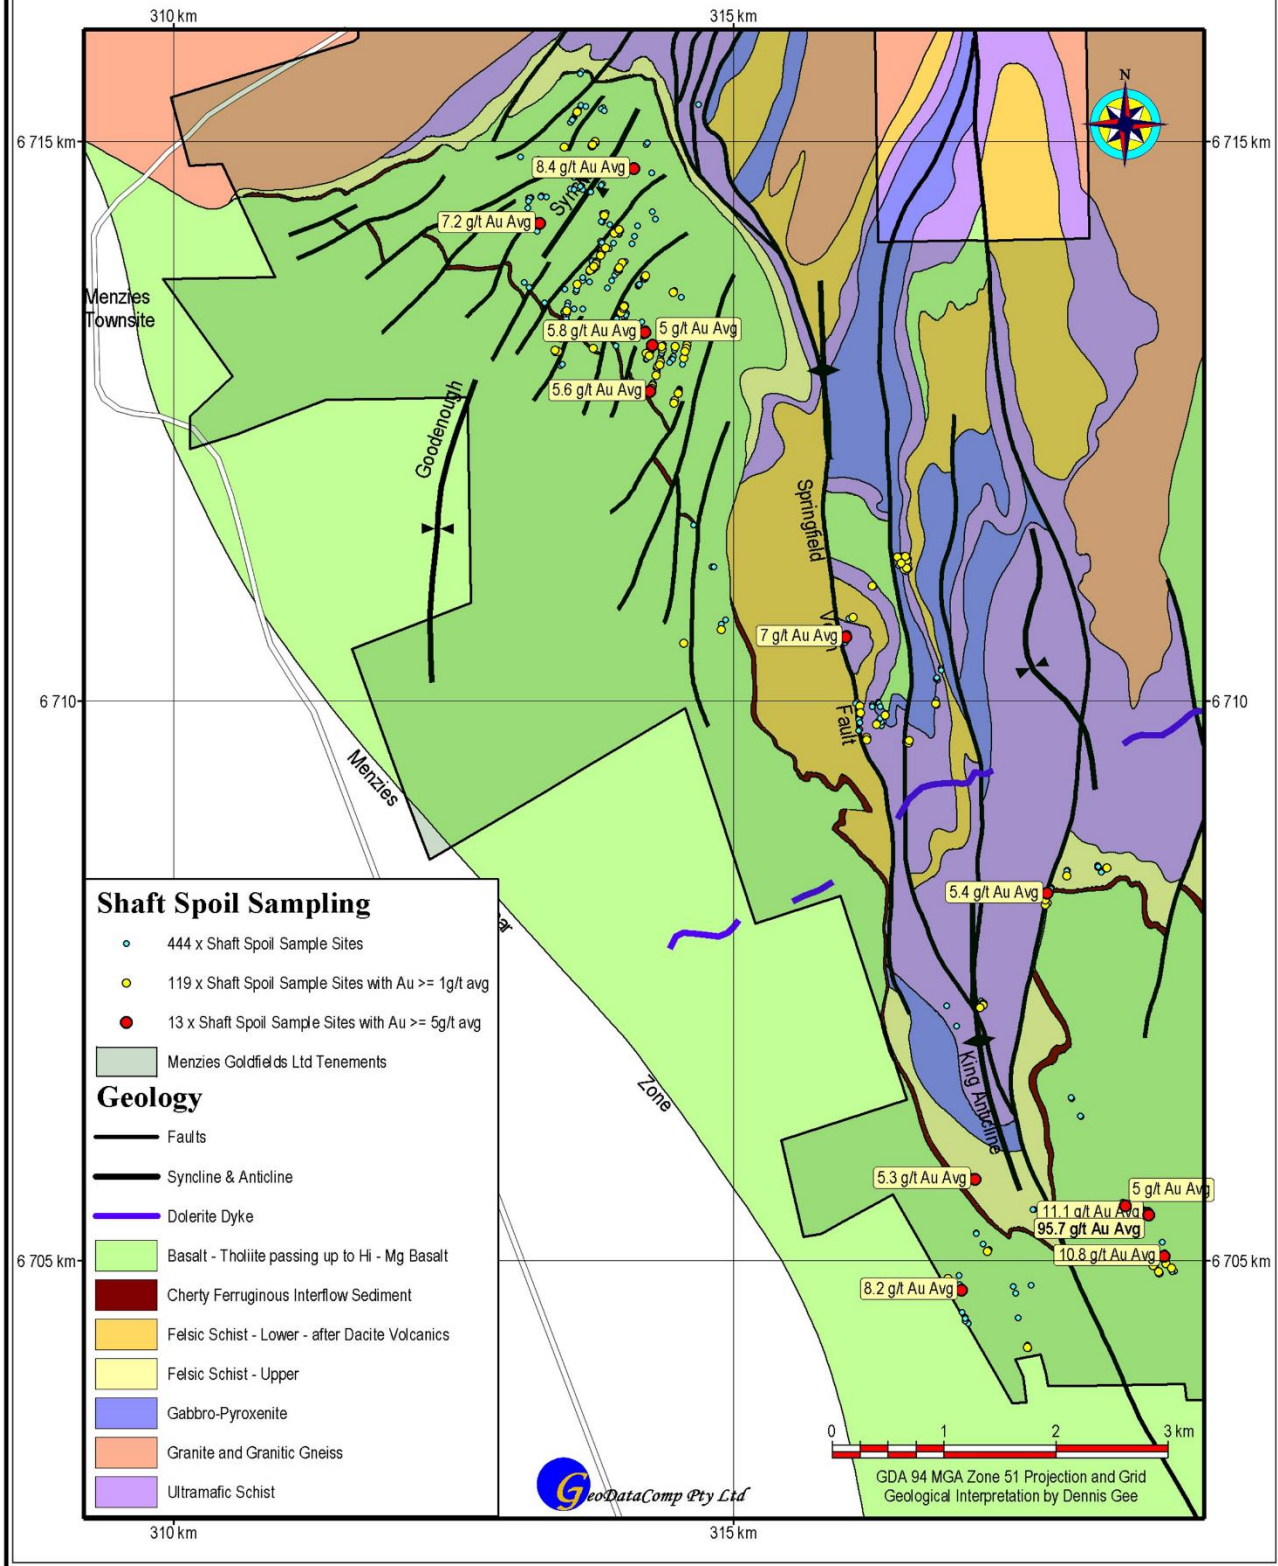 310 km
315 km
6 715 km
6 715 km
N
8.4 g/t Au Avg
7.2 g/t Au Avg
Menzies
Townsite
5.8 g/t Au Avg
5 g/t Au Avg
5.6 g/t Au Avg
Goodenough
Springfield
7 g/t Au Avg
Fault
6 710
6 710
Menzies
5.4 g/t Au Avg
Zone
King Anticline
5.3 g/t Au Avg
5 g/t Au Avg
11.1 g/t Au Avg
95.7 g/t Au Avg
10.8 g/t Au Avg
6 705 km
6 705 km
8.2 g/t Au Avg
Shaft Spoil Sampling
444 x Shaft Spoil Sample Sites
119 x Shaft Spoil Sample Sites with Au >= 1g/t avg
13 x Shaft Spoil Sample Sites with Au >= 5g/t avg
Menzies Goldfields Ltd Tenements
Geology
Faults
Syncline & Anticline
Dolerite Dyke
Basalt - Tholiite passing up to Hi - Mg Basalt
Cherty Ferruginous Interflow Sediment
Felsic Schist - Lower - after Dacite Volcanics
Felsic Schist - Upper
Gabbro-Pyroxenite
Granite and Granitic Gneiss
Ultramafic Schist
GeoDataComp Pty Ltd
0 1 2 3 km
GDA 94 MGA Zone 51 Projection and Grid
Geological Interpretation by Dennis Gee
310 km
315 km